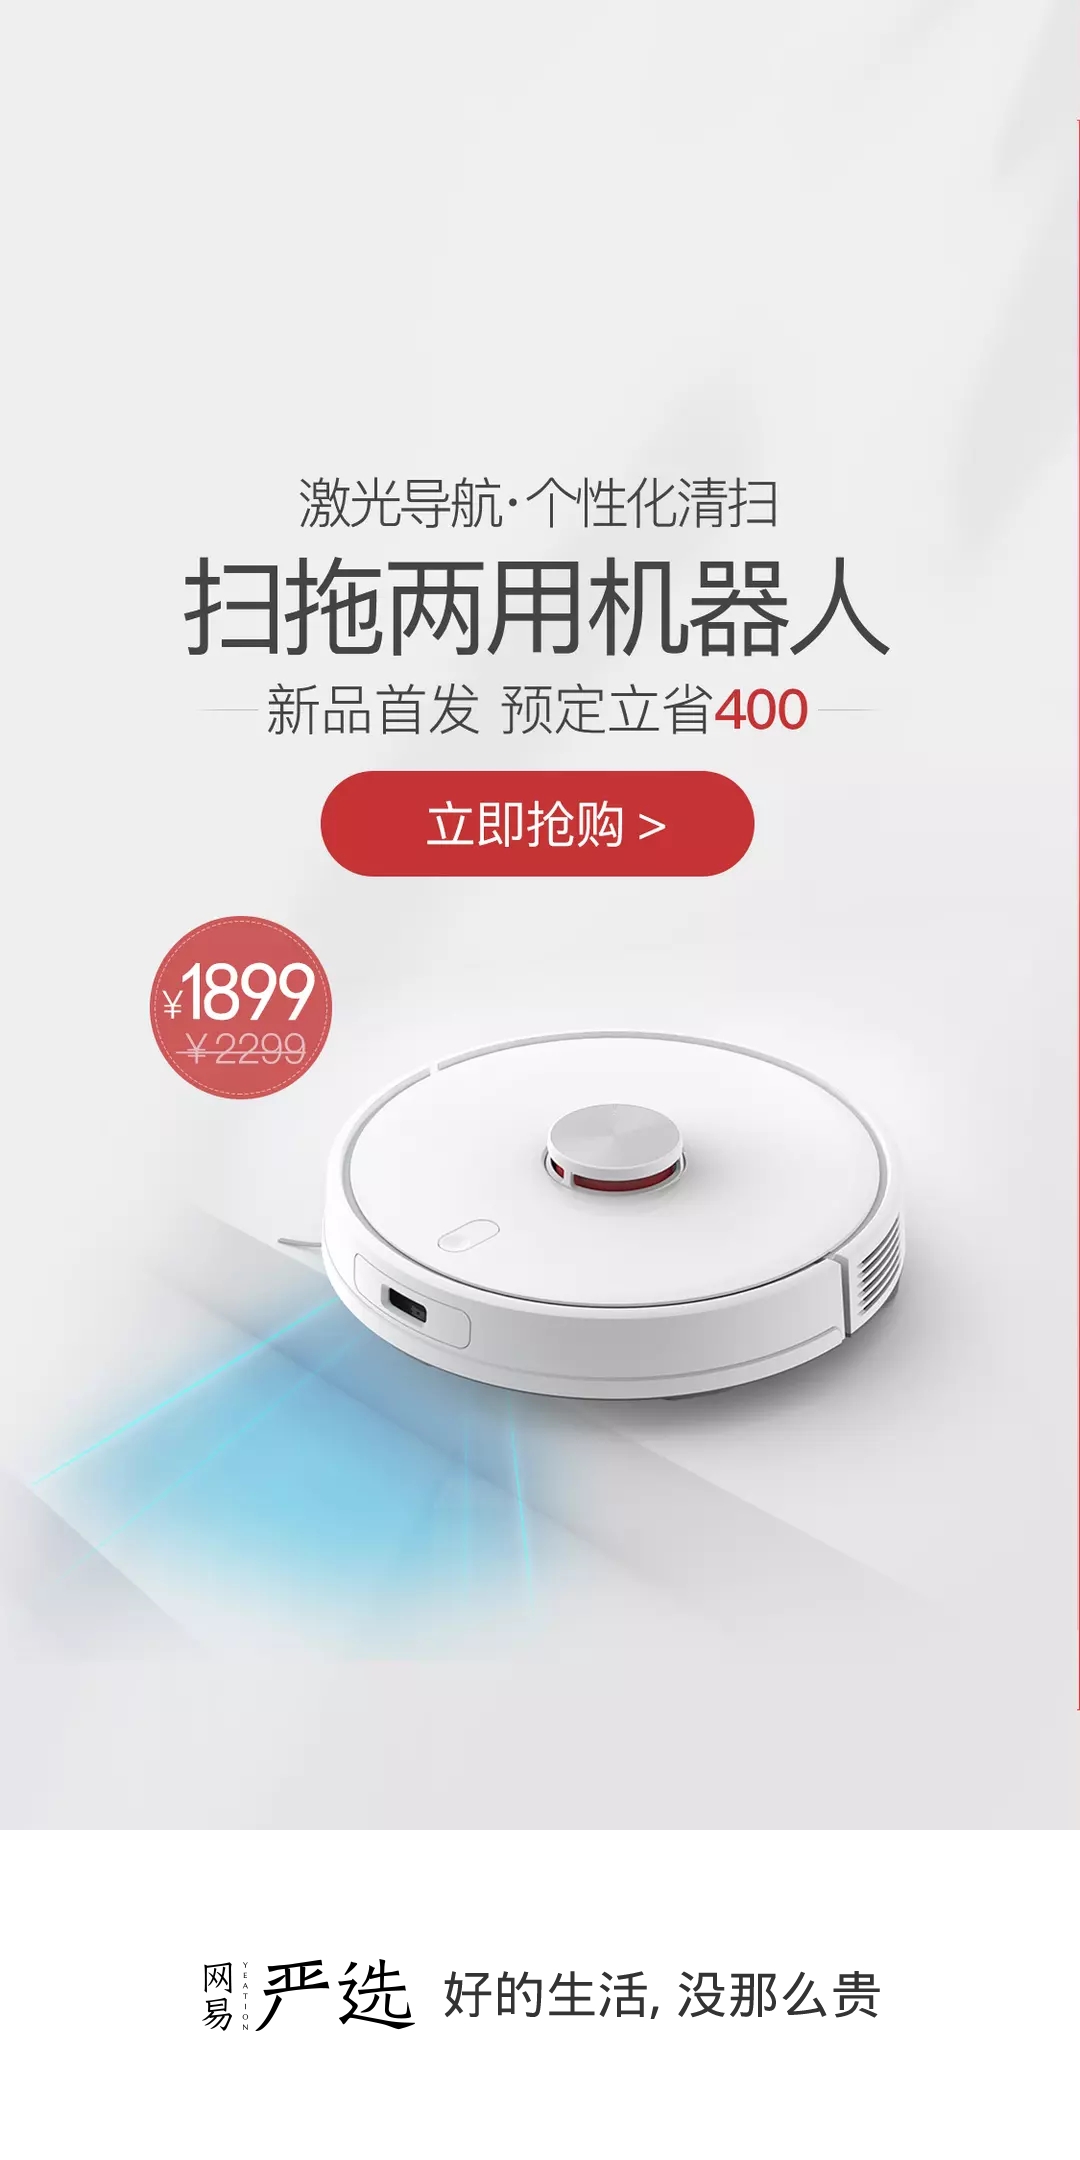 激光导航·个性化清扫
扫拖两用机器人
新品首发 预定立省400
立即抢购 >
¥1899
¥2299
网易 YEATION 严选 好的生活, 没那么贵